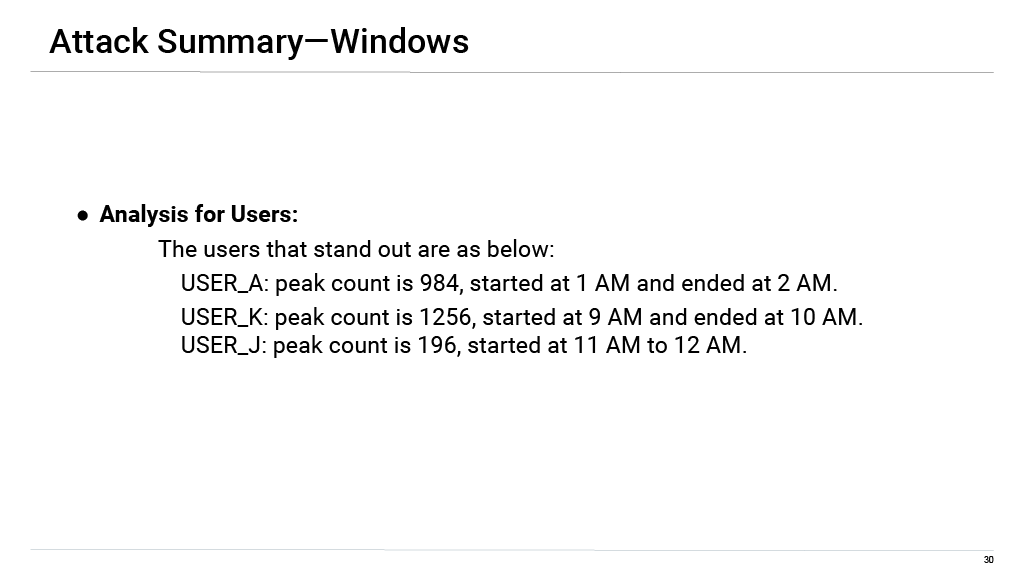 Attack Summary—Windows
● Analysis for Users:
The users that stand out are as below:
USER_A: peak count is 984, started at 1 AM and ended at 2 AM.
USER_K: peak count is 1256, started at 9 AM and ended at 10 AM.
USER_J: peak count is 196, started at 11 AM to 12 AM.
30